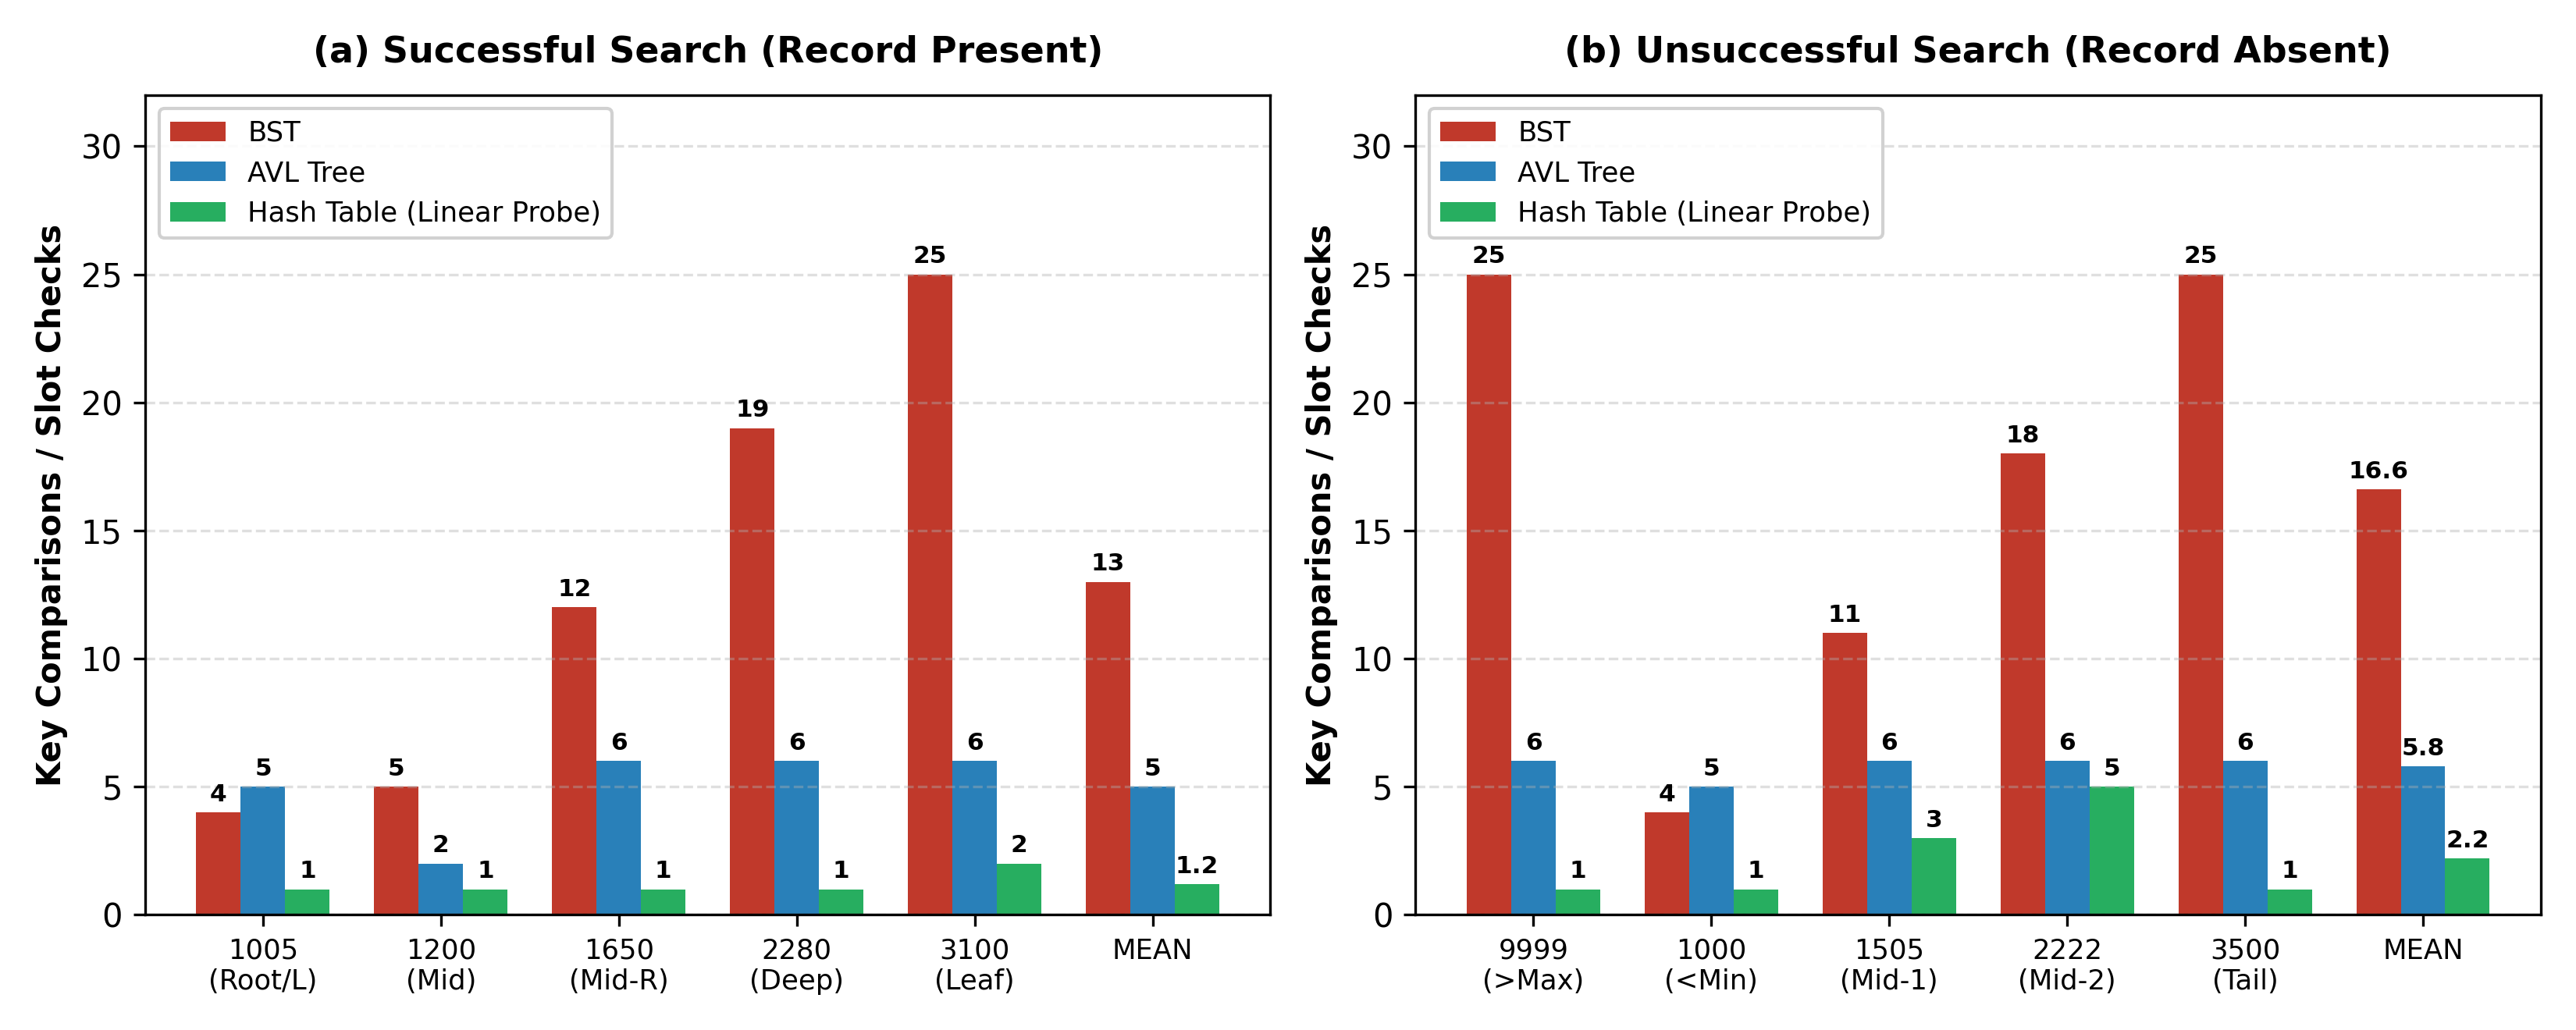 (a) Successful Search (Record Present)
BST
AVL Tree
Hash Table (Linear Probe)
Key Comparisons / Slot Checks
30
25
20
15
10
5
0
4
5
1
5
2
1
12
6
1
19
6
1
25
6
2
13
5
1.2
1005
(Root/L)
1200
(Mid)
1650
(Mid-R)
2280
(Deep)
3100
(Leaf)
MEAN
(b) Unsuccessful Search (Record Absent)
BST
AVL Tree
Hash Table (Linear Probe)
Key Comparisons / Slot Checks
30
25
20
15
10
5
0
25
6
1
4
5
1
11
6
3
18
6
5
25
6
1
16.6
5.8
2.2
9999
(>Max)
1000
(<Min)
1505
(Mid-1)
2222
(Mid-2)
3500
(Tail)
MEAN